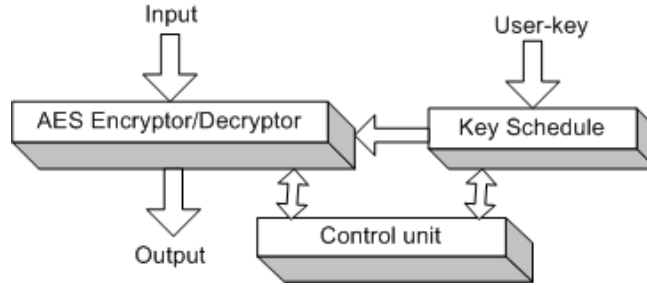 Input
User-key
AES Encryptor/Decryptor
Key Schedule
Control unit
Output